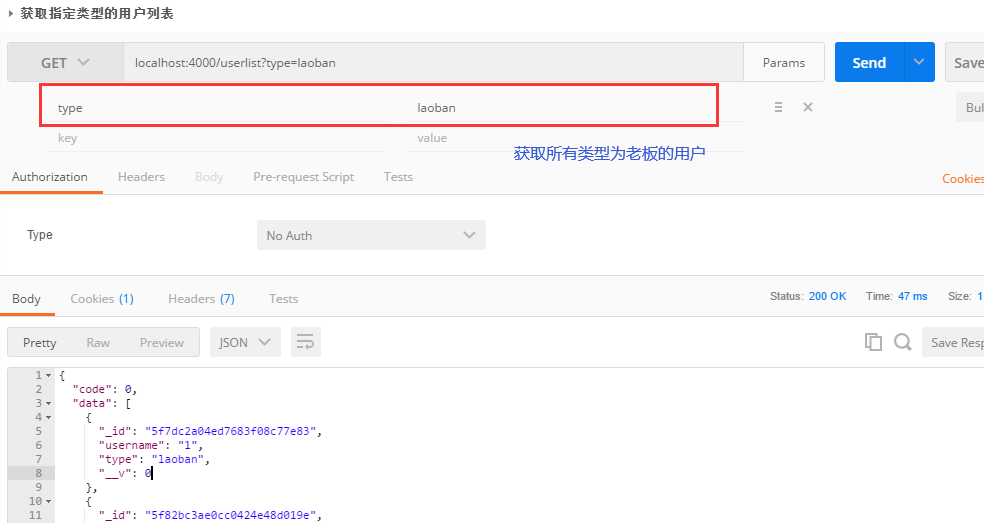 获取指定类型的用户列表
GET localhost:4000/userlist?type=laoban Params Send Save
type laoban Bul
key value
获取所有类型为老板的用户
Authorization Headers Body Pre-request Script Tests Cookies
Type No Auth
Body Cookies (1) Headers (7) Tests Status: 200 OK Time: 47 ms Size: 1
Pretty Raw Preview JSON Save Resp
1 {
2 "code": 0,
3 "data": [
4 {
5 "_id": "5f7dc2a04ed7683f08c77e83",
6 "username": "1",
7 "type": "laoban",
8 "__v": 0
9 },
10 {
11 "_id": "5f82bc3ae0cc0424e48d019e",